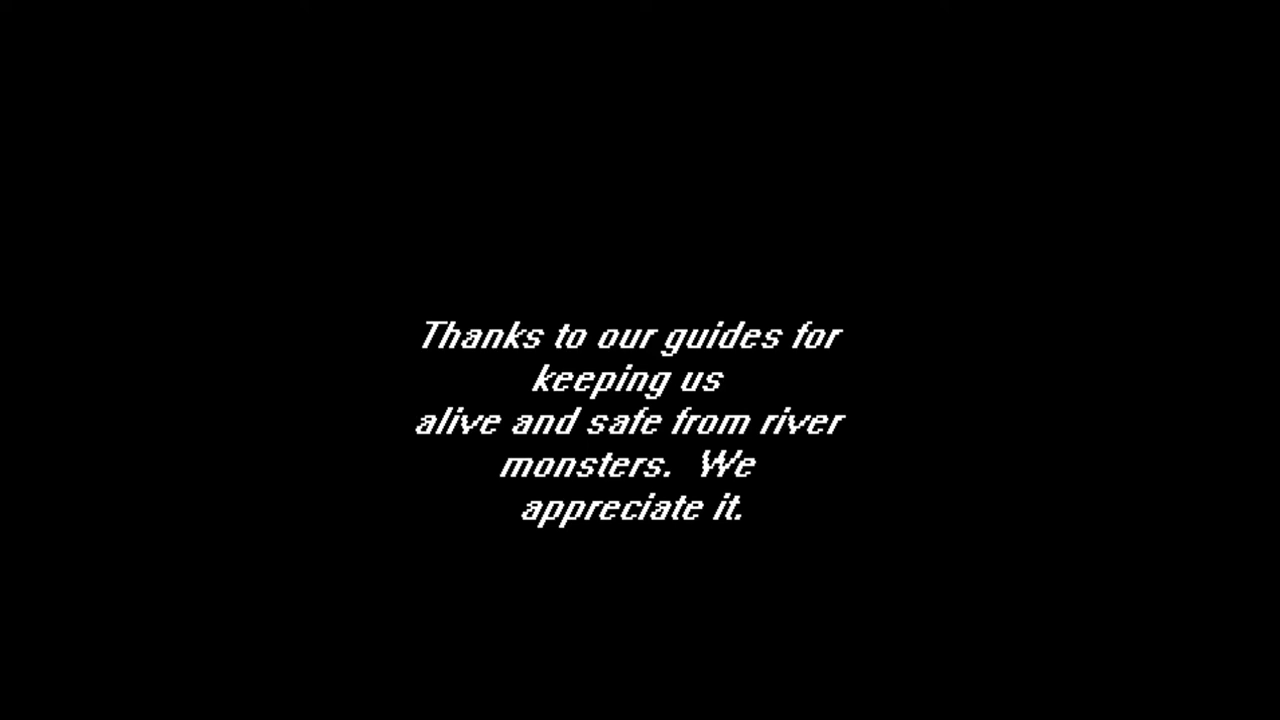 Thanks to our guides for
keeping us
alive and safe from river
monsters.  We
appreciate it.